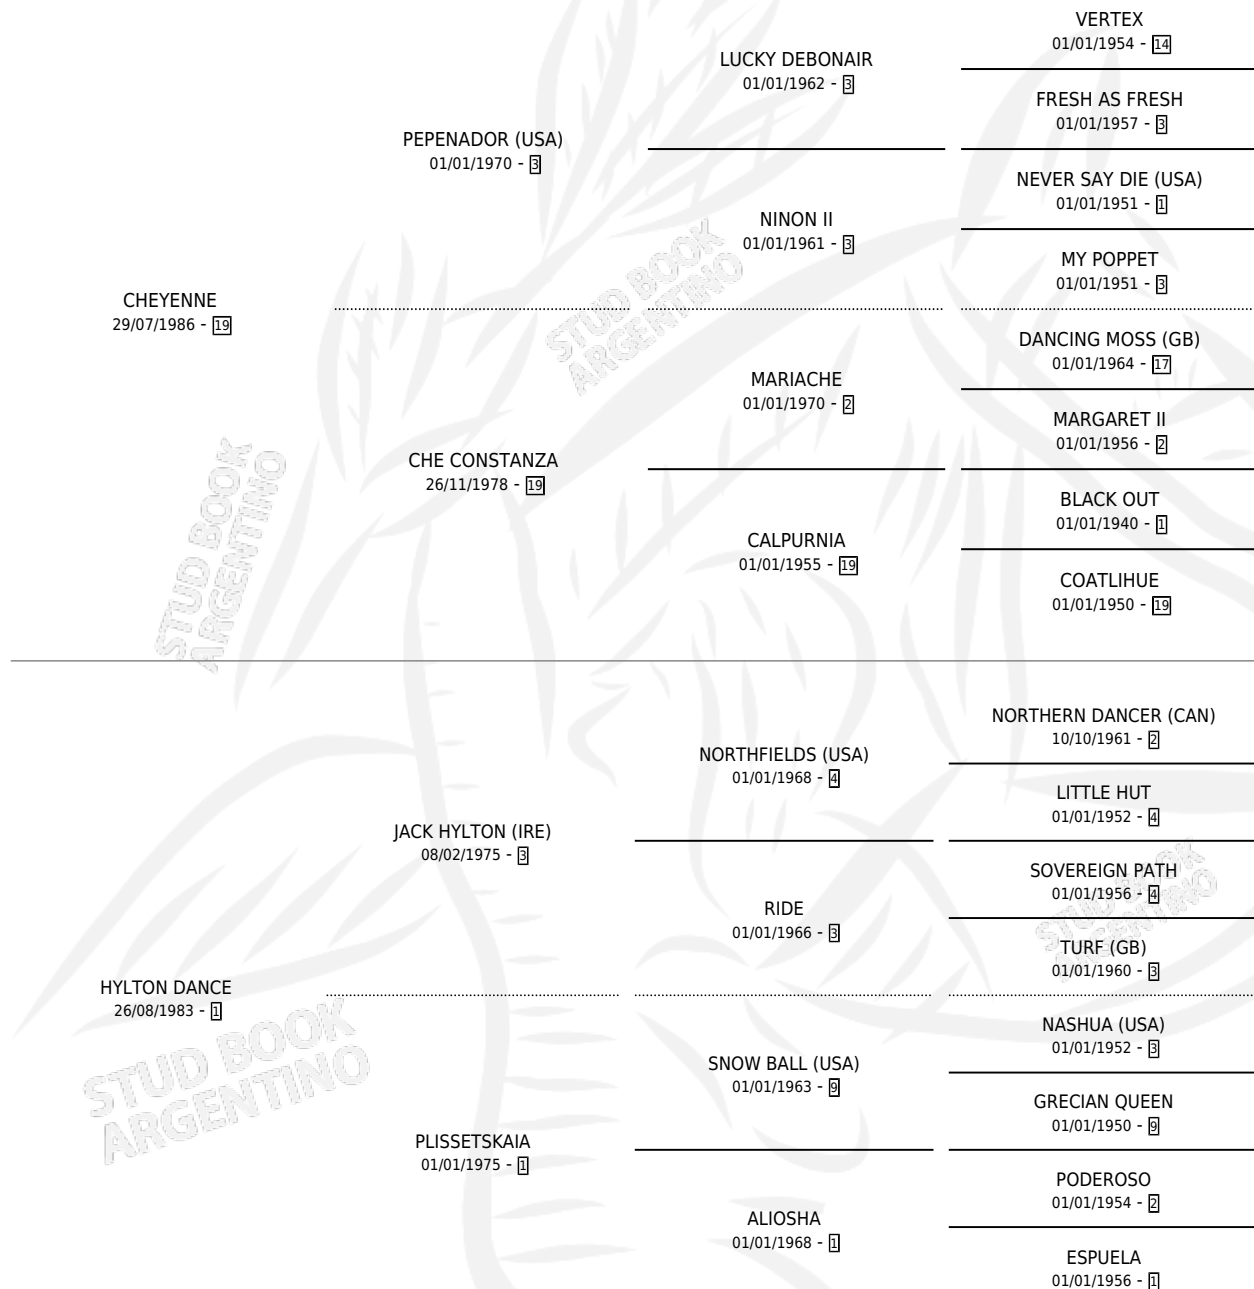 CHEYENNE
29/07/1986 - 19
PEPENADOR (USA)
01/01/1970 - 3
CHE CONSTANZA
26/11/1978 - 19
LUCKY DEBONAIR
01/01/1962 - 3
NINON II
01/01/1961 - 3
MARIACHE
01/01/1970 - 2
CALPURNIA
01/01/1955 - 19
VERTEX
01/01/1954 - 14
FRESH AS FRESH
01/01/1957 - 3
NEVER SAY DIE (USA)
01/01/1951 - 1
MY POPPET
01/01/1951 - 3
DANCING MOSS (GB)
01/01/1964 - 17
MARGARET II
01/01/1956 - 2
BLACK OUT
01/01/1940 - 1
COATLIHUE
01/01/1950 - 19
HYLTON DANCE
26/08/1983 - 1
JACK HYLTON (IRE)
08/02/1975 - 3
PLISSETSKAIA
01/01/1975 - 1
NORTHFIELDS (USA)
01/01/1968 - 4
RIDE
01/01/1966 - 3
SNOW BALL (USA)
01/01/1963 - 9
ALIOSHA
01/01/1968 - 1
NORTHERN DANCER (CAN)
10/10/1961 - 2
LITTLE HUT
01/01/1952 - 4
SOVEREIGN PATH
01/01/1956 - 4
TURF (GB)
01/01/1960 - 3
NASHUA (USA)
01/01/1952 - 3
GRECIAN QUEEN
01/01/1950 - 9
PODEROSO
01/01/1954 - 2
ESPUELA
01/01/1956 - 1
STUD BOOK
ARGENTINO
STUD BOOK
ARGENTINO
STUD BOOK
ARGENTINO
STUD BOOK
ARGENTINO